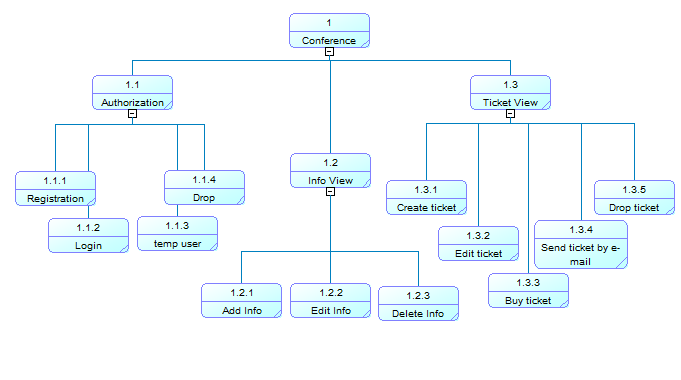 1
Conference
1.1
Authorization
1.3
Ticket View
1.2
Info View
1.1.1
Registration
1.1.4
Drop
1.1.2
Login
1.1.3
temp user
1.3.1
Create ticket
1.3.5
Drop ticket
1.3.2
Edit ticket
1.3.4
Send ticket by e-
mail
1.3.3
Buy ticket
1.2.1
Add Info
1.2.2
Edit Info
1.2.3
Delete Info